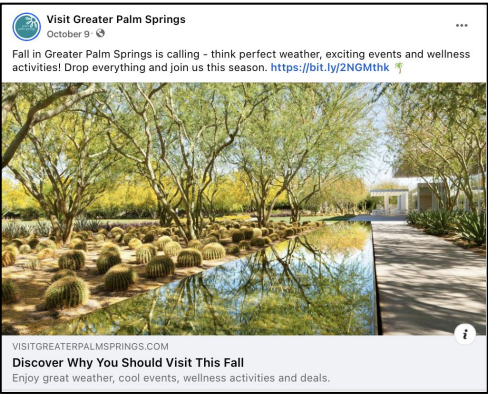 Visit Greater Palm Springs
October 9 ·
Fall in Greater Palm Springs is calling - think perfect weather, exciting events and wellness
activities! Drop everything and join us this season. https://bit.ly/2NGMthk 🌴
VISITGREATERPALMSPRINGS.COM
Discover Why You Should Visit This Fall
Enjoy great weather, cool events, wellness activities and deals.